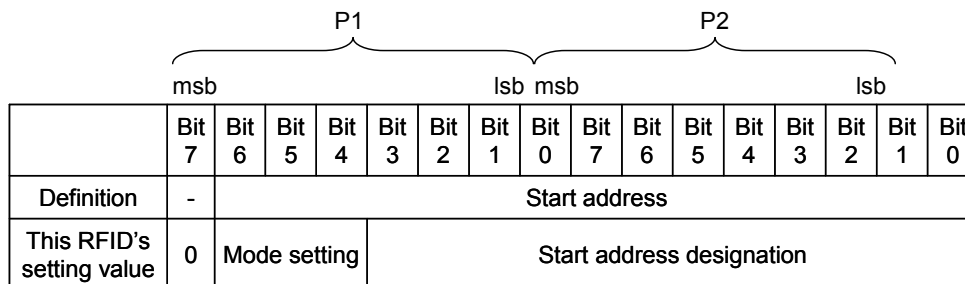 P1 P2
msb lsb msb lsb
Bit 7 Bit 6 Bit 5 Bit 4 Bit 3 Bit 2 Bit 1 Bit 0 Bit 7 Bit 6 Bit 5 Bit 4 Bit 3 Bit 2 Bit 1 Bit 0
Definition - Start address
This RFID's
setting value 0 Mode setting Start address designation